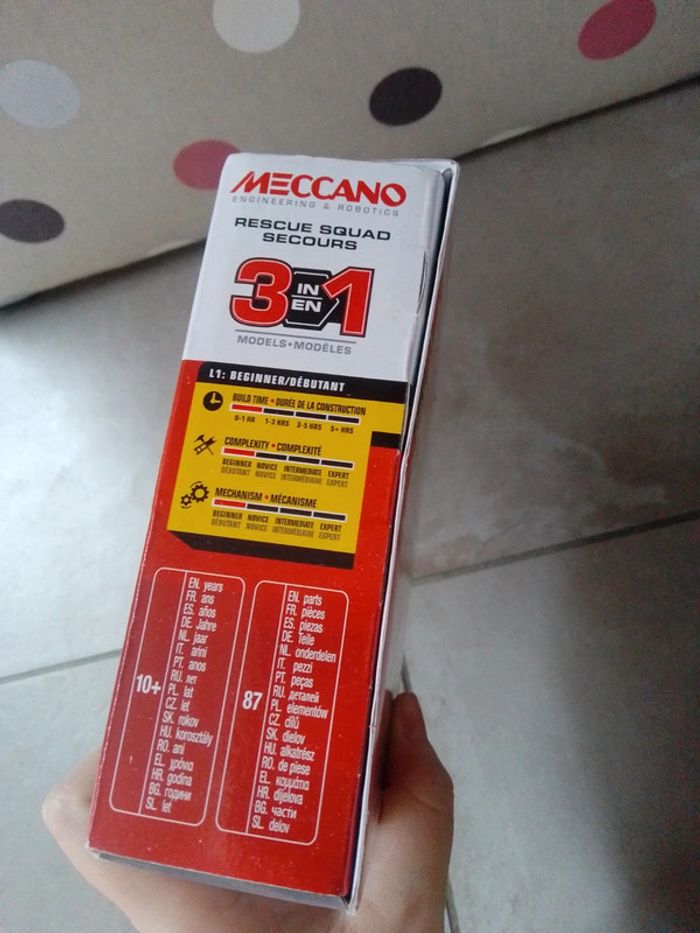 MECCANO
ENGINEERING & ROBOTICS
RESCUE SQUAD
SECOURS
3 IN EN 1
MODELS • MODÈLES
L1: BEGINNER/DÉBUTANT
BUILD TIME • DURÉE DE LA CONSTRUCTION
0-1 HR 1-3 HRS 3-5 HRS 5+ HRS
COMPLEXITY • COMPLEXITÉ
BEGINNER NOVICE INTERMEDIATE EXPERT
DÉBUTANT NOVICE INTERMÉDIAIRE EXPERT
MECHANISM • MÉCANISME
BEGINNER NOVICE INTERMEDIATE EXPERT
DÉBUTANT NOVICE INTERMÉDIAIRE EXPERT
10+
EN. years
FR. ans
ES. años
DE. Jahre
NL. jaar
IT. anni
PT. anos
RU. лет
PL. lat
CZ. let
SK. rokov
HU. korosztály
RO. ani
EL. χρόνια
HR. godina
BG. години
SL. let
87
EN. parts
FR. pièces
ES. piezas
DE. Teile
NL. onderdelen
IT. pezzi
PT. peças
RU. деталей
PL. elementów
CZ. dílů
SK. dielov
HU. alkatrész
RO. de piese
EL. κομμάτια
HR. dijelova
BG. части
SL. delov